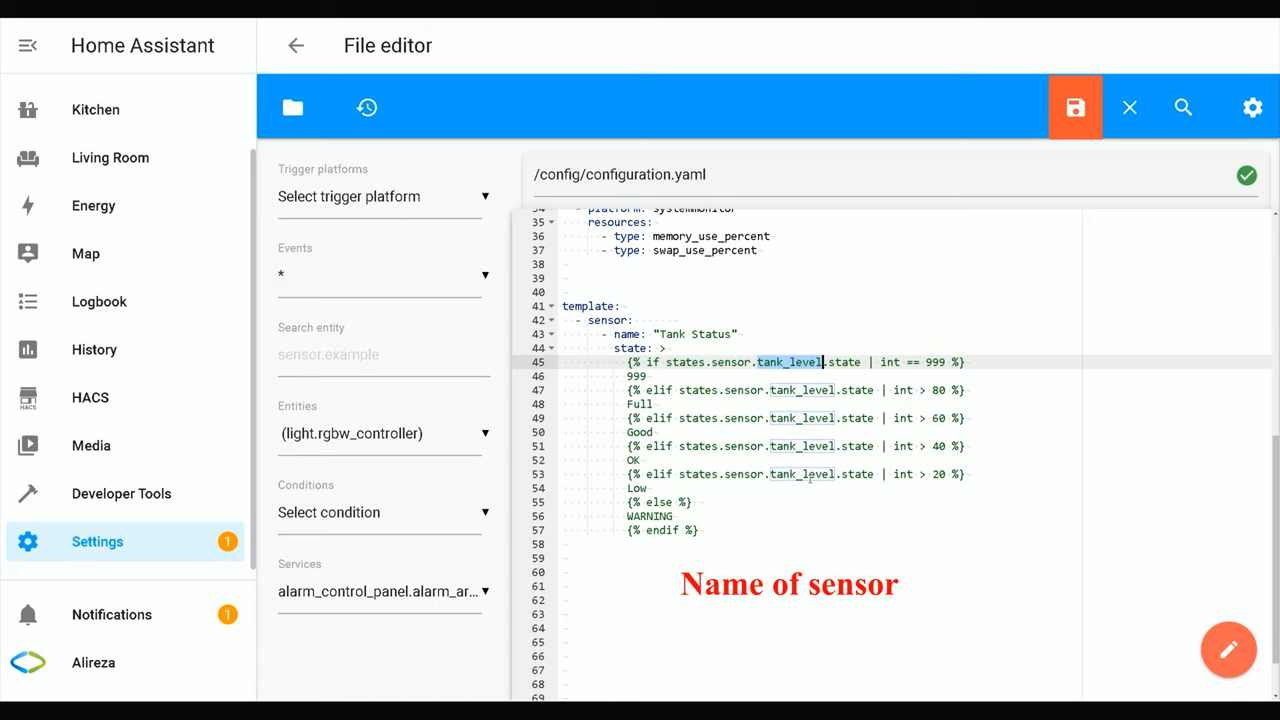 Home Assistant
File editor
Kitchen
Living Room
Energy
Map
Logbook
History
HACS
HACS
Media
Developer Tools
Settings
1
Notifications
1
Alireza
Trigger platforms
Select trigger platform
Events
*
Search entity
sensor.example
Entities
(light.rgbw_controller)
Conditions
Select condition
Services
alarm_control_panel.alarm_ar...
/config/configuration.yaml
34 - platform: systemmonitor
35 resources:
36 - type: memory_use_percent
37 - type: swap_use_percent
38
39
40
41 template:
42 - sensor:
43 - name: "Tank Status"
44 state: >
45 {% if states.sensor.tank_level.state | int == 999 %}
46 999
47 {% elif states.sensor.tank_level.state | int > 80 %}
48 Full
49 {% elif states.sensor.tank_level.state | int > 60 %}
50 Good
51 {% elif states.sensor.tank_level.state | int > 40 %}
52 OK
53 {% elif states.sensor.tank_level.state | int > 20 %}
54 Low
55 {% else %}
56 WARNING
57 {% endif %}
58
59
60
61
62
63
64
65
66
67
68
69
Name of sensor